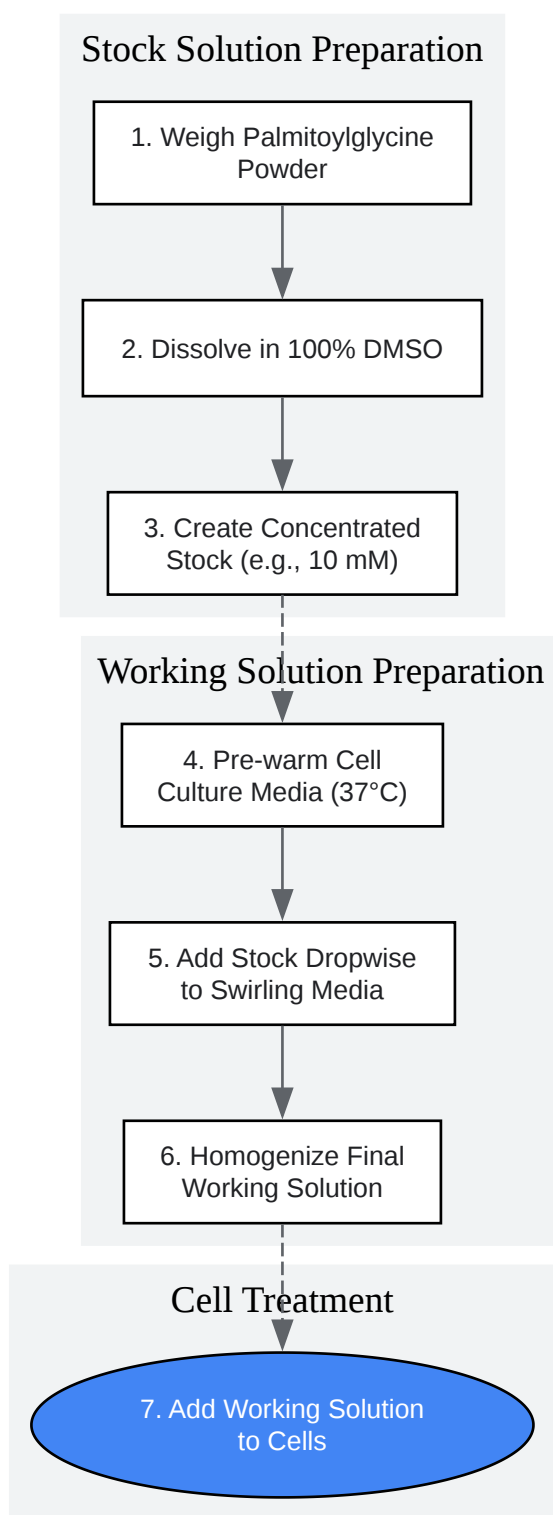 Stock Solution Preparation
1. Weigh Palmitoylglycine
Powder
2. Dissolve in 100% DMSO
3. Create Concentrated
Stock (e.g., 10 mM)
Working Solution Preparation
4. Pre-warm Cell
Culture Media (37°C)
5. Add Stock Dropwise
to Swirling Media
6. Homogenize Final
Working Solution
Cell Treatment
7. Add Working Solution
to Cells